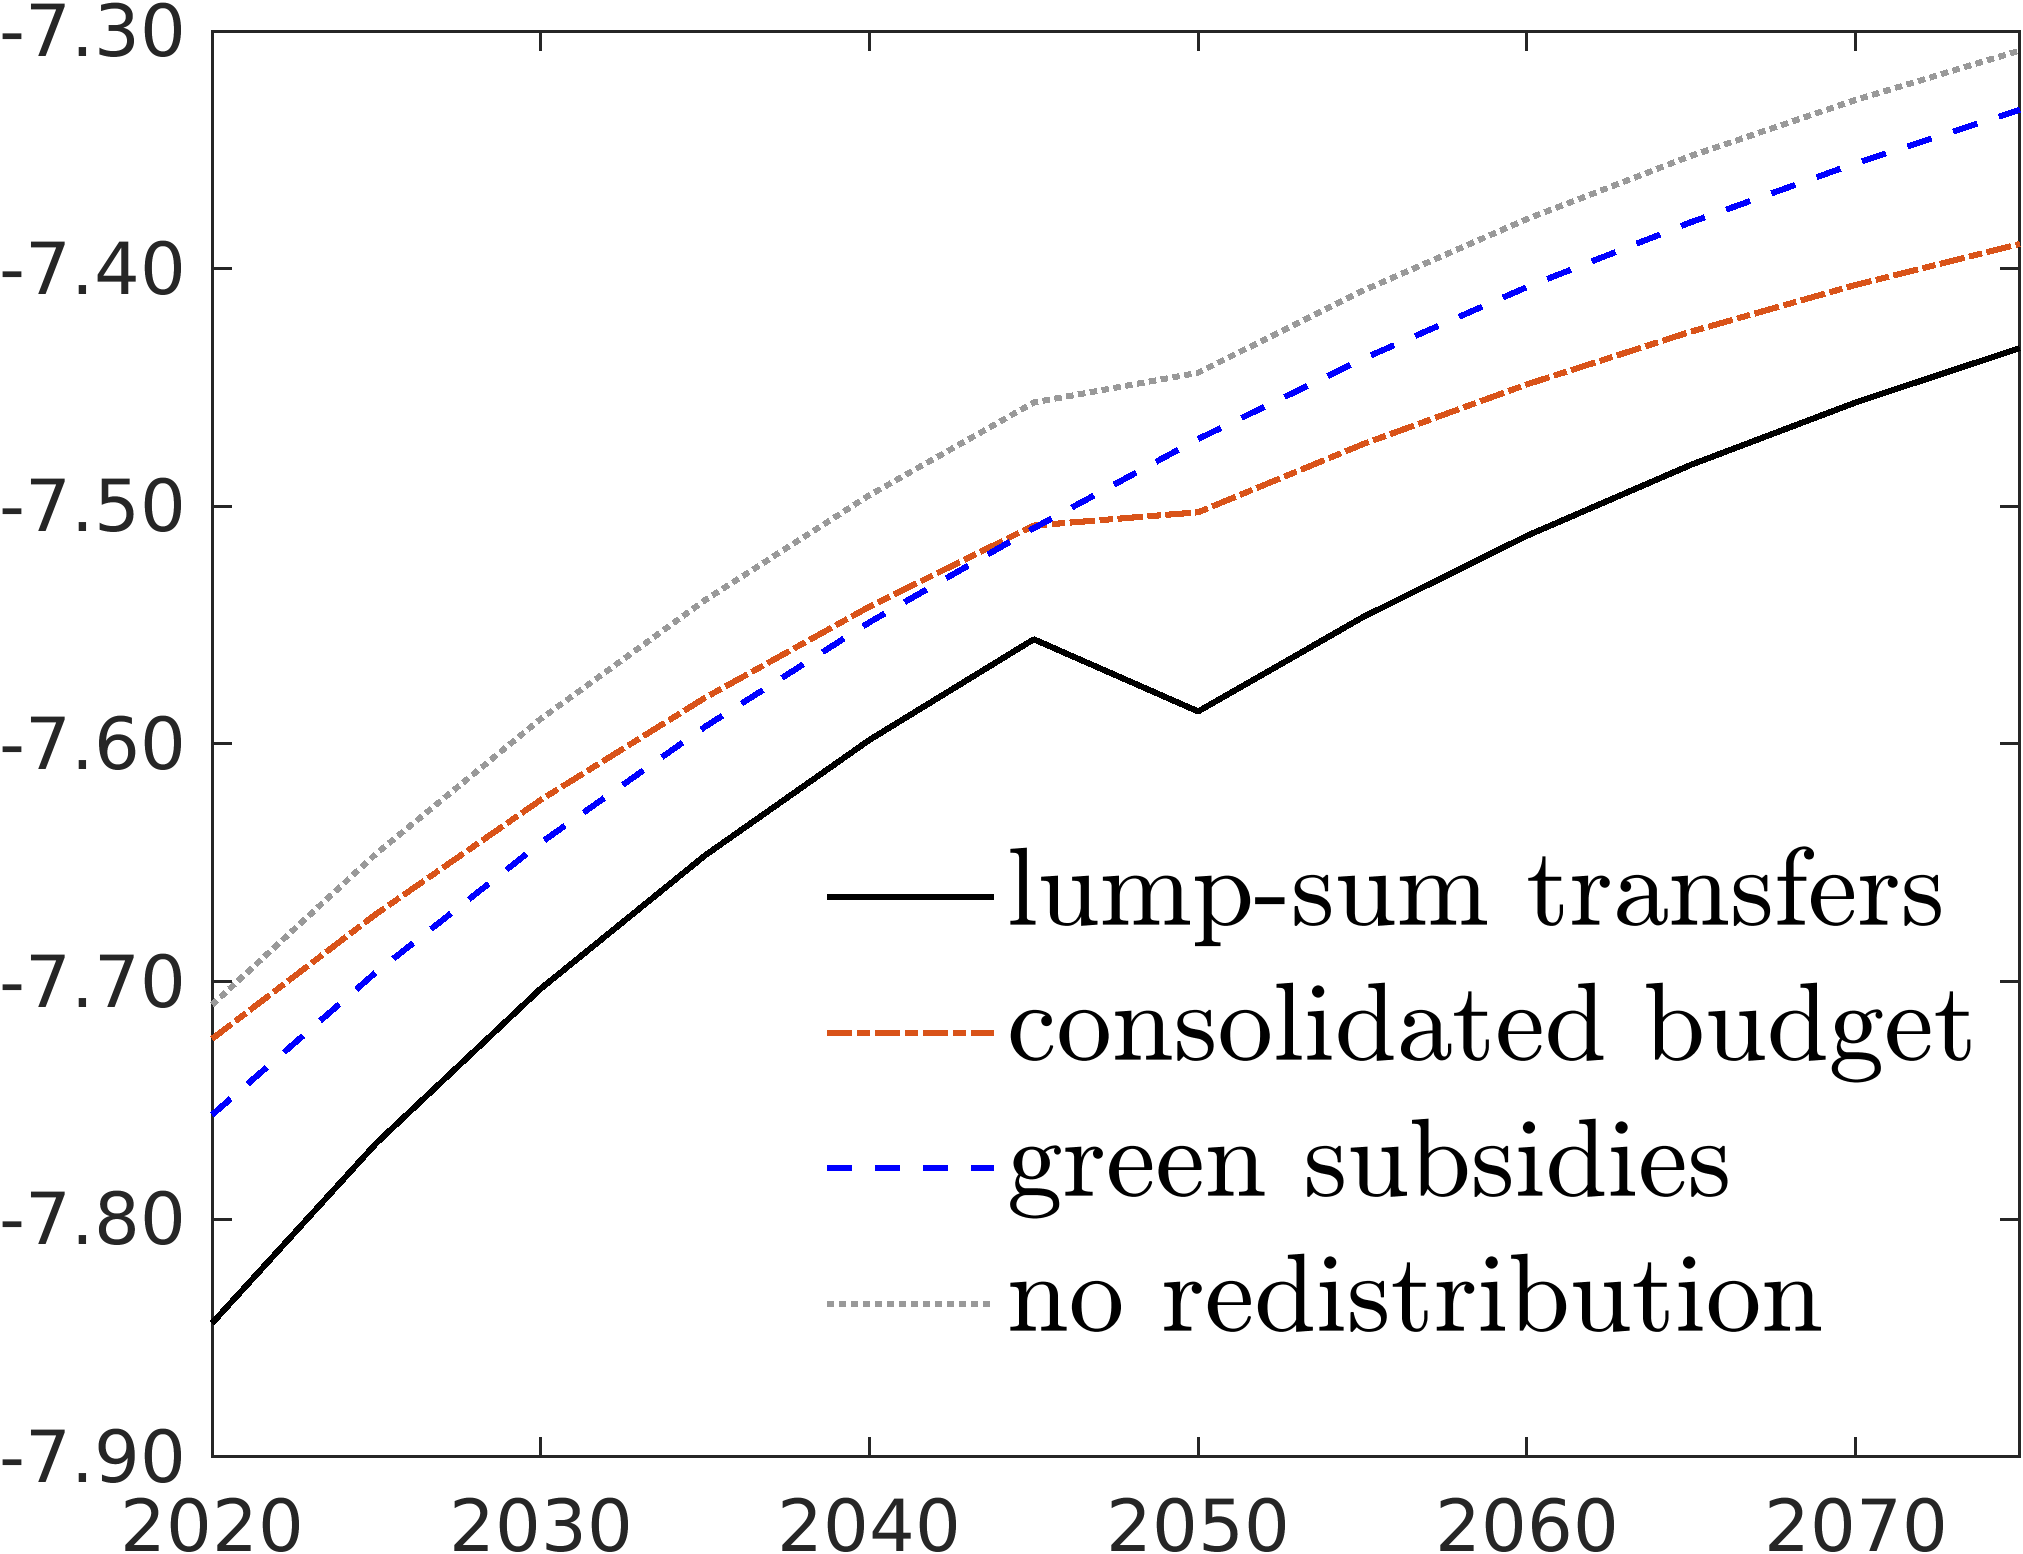 -7.30
-7.40
-7.50
-7.60
-7.70
-7.80
-7.90
lump-sum transfers
consolidated budget
green subsidies
no redistribution
2020 2030 2040 2050 2060 2070